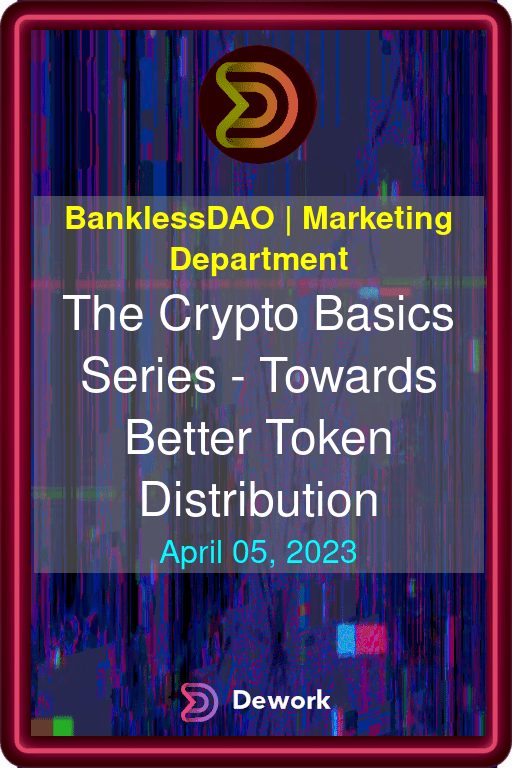 BanklessDAO | Marketing
Department
The Crypto Basics
Series - Towards
Better Token
Distribution
April 05, 2023
Dework